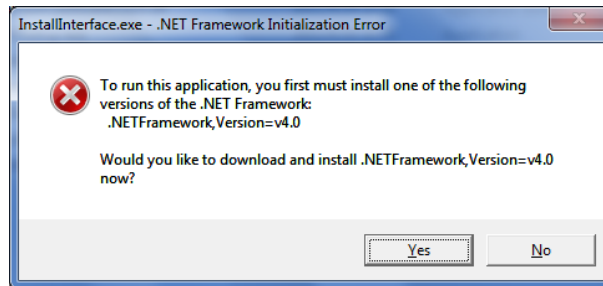 InstallInterface.exe - .NET Framework Initialization Error
To run this application, you first must install one of the following
versions of the .NET Framework:
.NETFramework,Version=v4.0
Would you like to download and install .NETFramework,Version=v4.0
now?
Yes
No